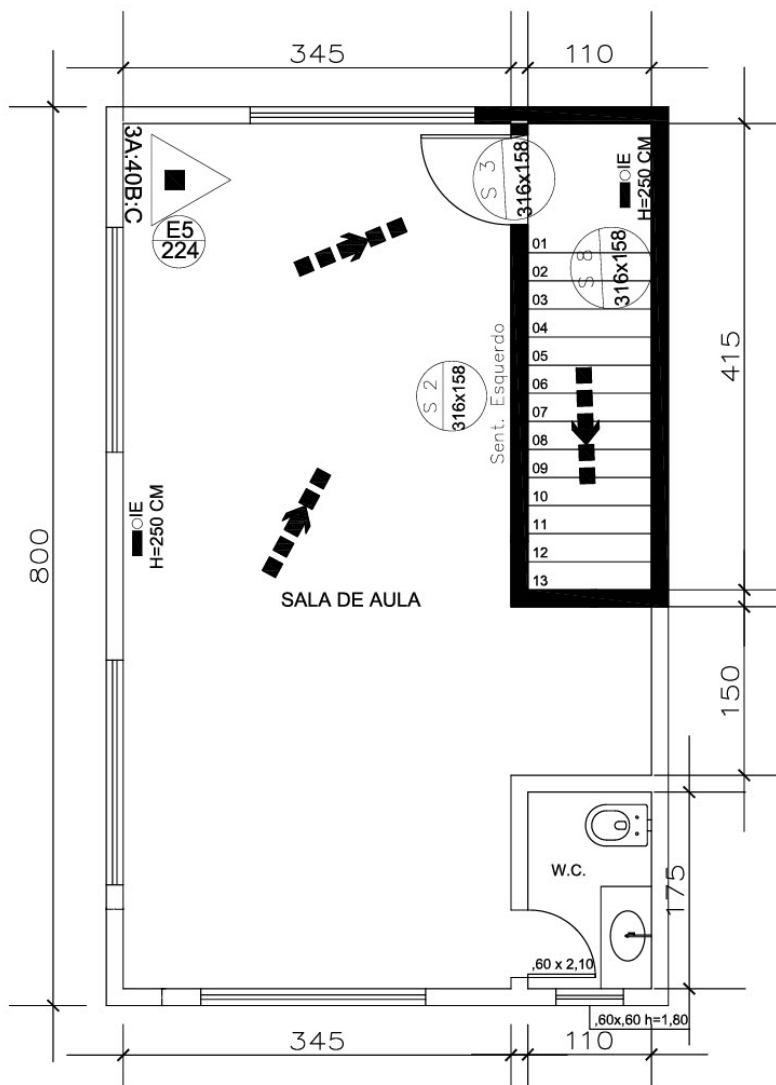 345
110
3A:40B:C
E5
224
S 3
316x158
IE
H=250 CM
S 8
316x158
01
02
03
04
05
06
07
08
09
10
11
12
13
S 2
316x158
Sent. Esquerdo
415
800
IE
H=250 CM
SALA DE AULA
150
W.C.
175
,60 x 2,10
,60x,60 h=1,80
345
110